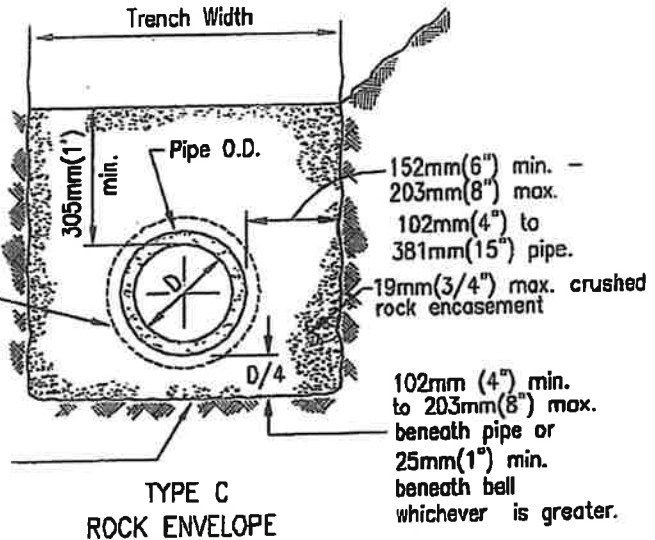 Trench Width
305mm(1')
min.
Pipe O.D.
152mm(6") min. -
203mm(8") max.
102mm(4") to
381mm(15") pipe.
D
19mm(3/4") max. crushed
rock encasement
D/4
102mm (4") min.
to 203mm(8") max.
beneath pipe or
25mm(1") min.
beneath bell
whichever is greater.
TYPE C
ROCK ENVELOPE